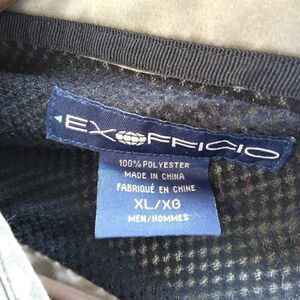 EXOFFICIO
100% POLYESTER
MADE IN CHINA
FABRIQUÉ EN CHINE
XL/XG
MEN/HOMMES